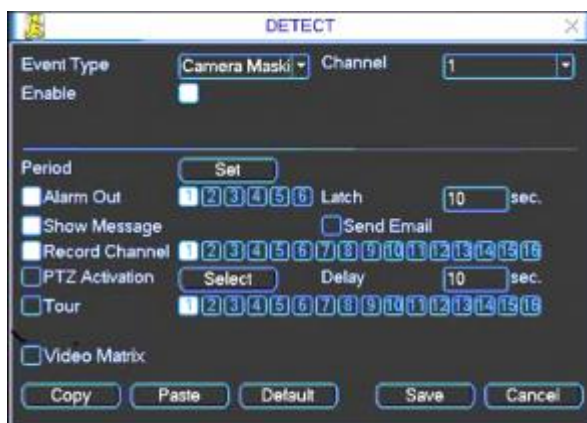 DETECT
Event Type Camera Maski Channel 1
Enable
Period Set
Alarm Out 1 2 3 4 5 6 Latch 10 sec.
Show Message Send Email
Record Channel 1 2 3 4 5 6 7 8 9 10 11 12 13 14 15 16
PTZ Activation Select Delay 10 sec.
Tour 1 2 3 4 5 6 7 8 9 10 11 12 13 14 15 16
Video Matrix
Copy Paste Default Save Cancel